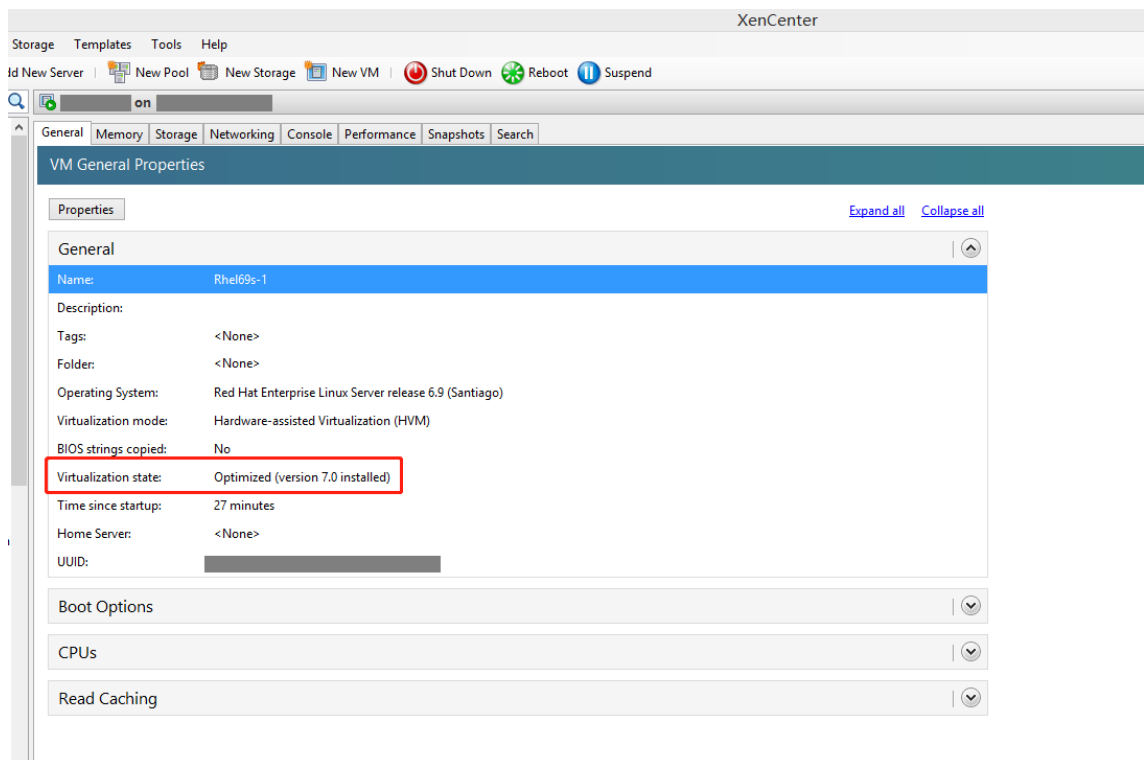 XenCenter
Storage Templates Tools Help
dd New Server New Pool New Storage New VM Shut Down Reboot Suspend
on
General Memory Storage Networking Console Performance Snapshots Search
VM General Properties
Properties Expand all Collapse all
General
Name: Rhel69s-1
Description:
Tags: <None>
Folder: <None>
Operating System: Red Hat Enterprise Linux Server release 6.9 (Santiago)
Virtualization mode: Hardware-assisted Virtualization (HVM)
BIOS strings copied: No
Virtualization state: Optimized (version 7.0 installed)
Time since startup: 27 minutes
Home Server: <None>
UUID:
Boot Options
CPUs
Read Caching